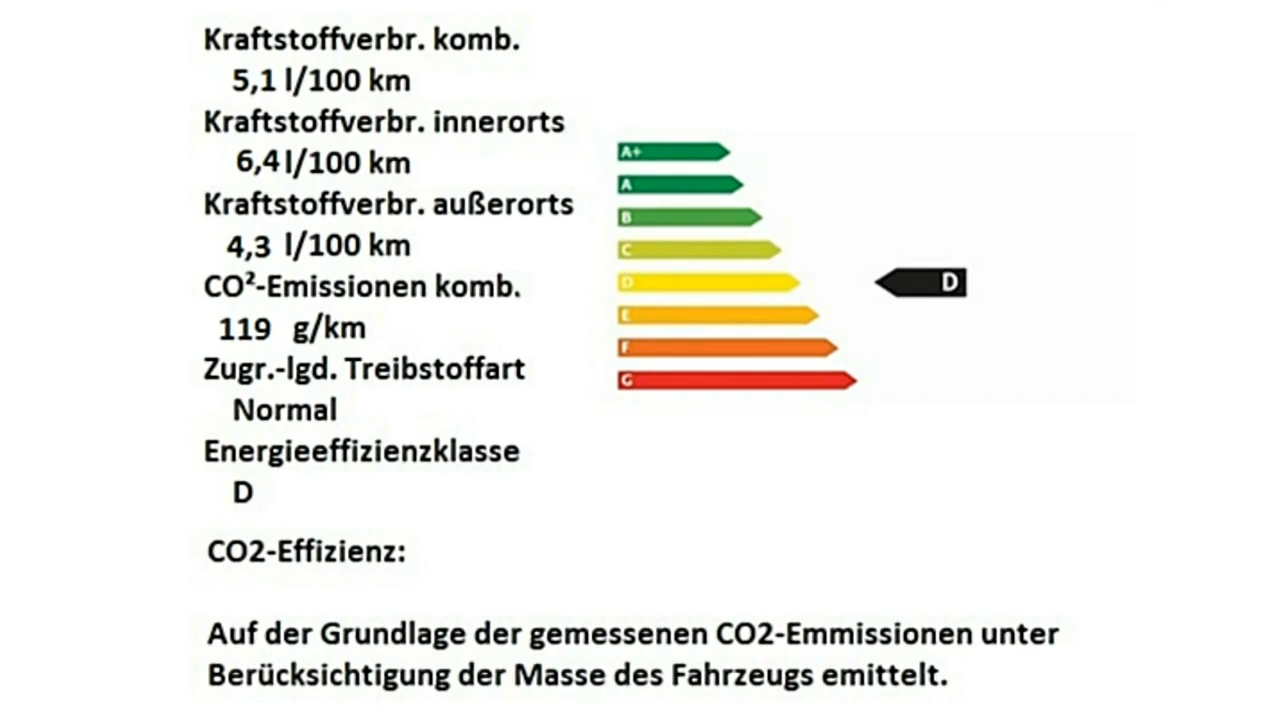 Kraftstoffverbr. komb.
5,1 l/100 km
Kraftstoffverbr. innerorts
6,4 l/100 km
Kraftstoffverbr. außerorts
4,3 l/100 km
CO²-Emissionen komb.
119 g/km
Zugr.-lgd. Treibstoffart
Normal
Energieeffizienzklasse
D
A+
A
B
C
D
D
E
F
G
CO2-Effizienz:
Auf der Grundlage der gemessenen CO2-Emmissionen unter
Berücksichtigung der Masse des Fahrzeugs emittelt.